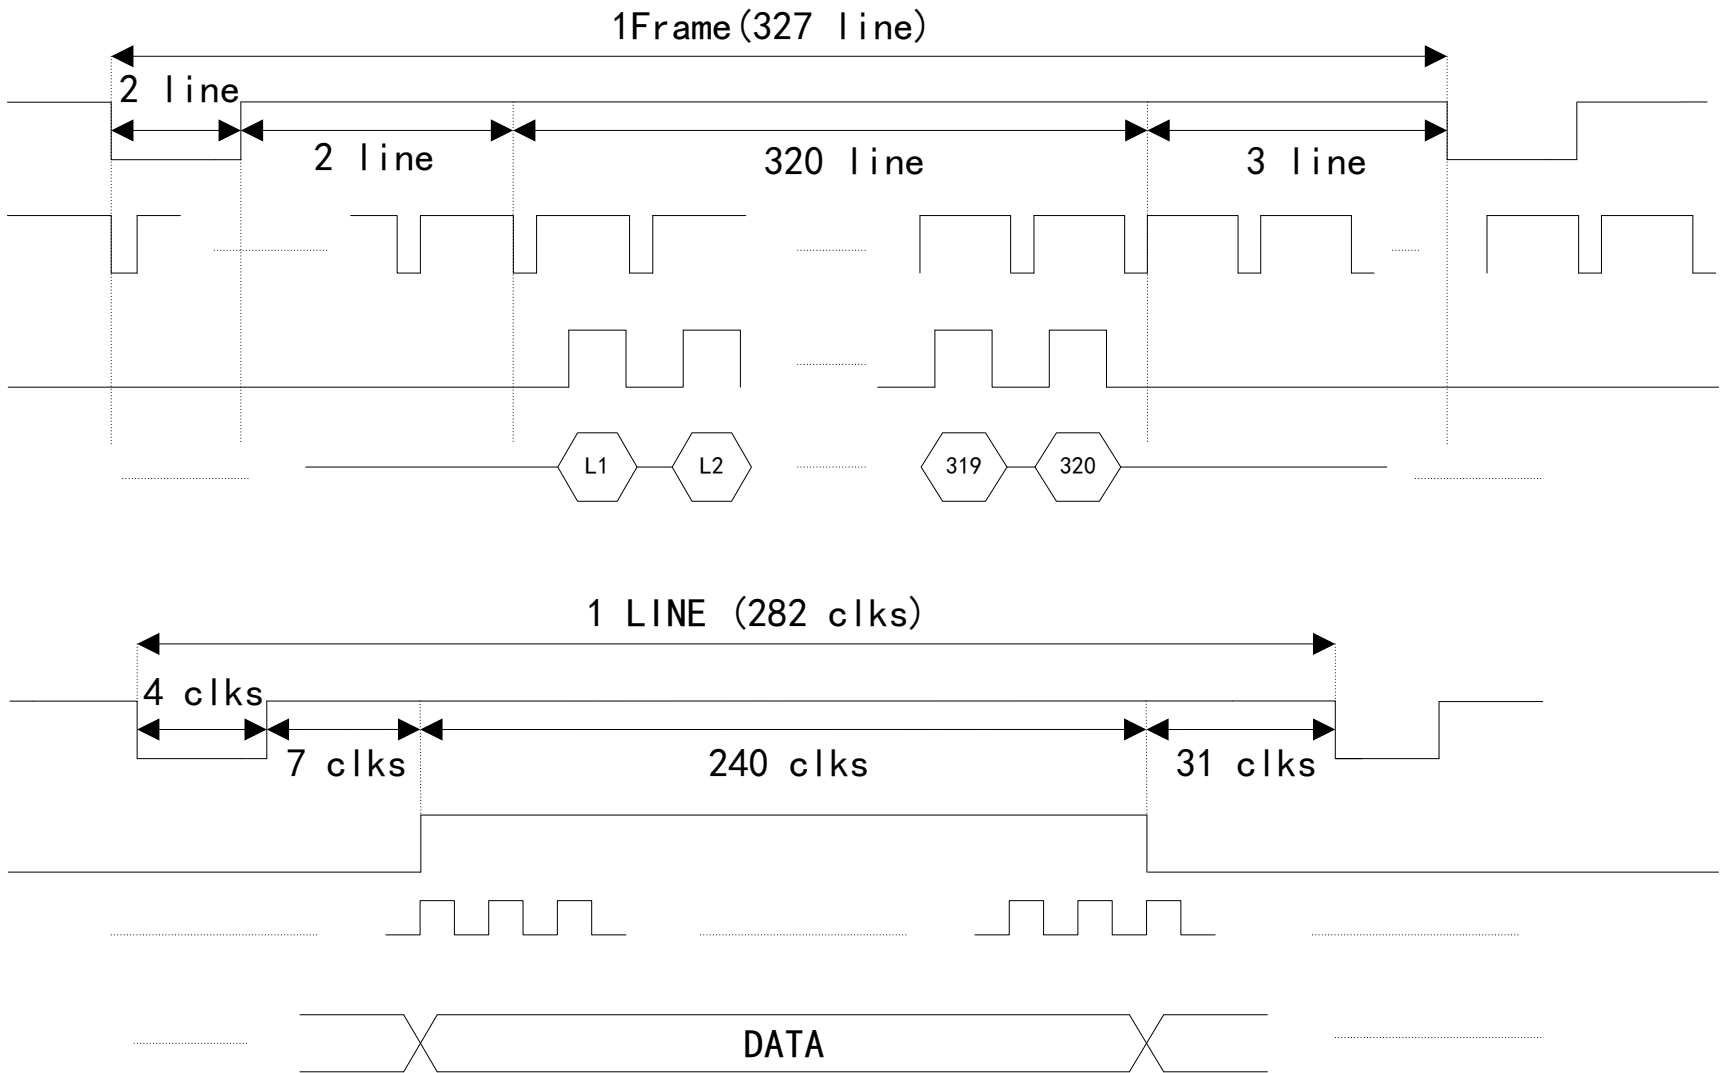 1Frame(327 line)
2 line
2 line
320 line
3 line
L1
L2
319
320
1 LINE (282 clks)
4 clks
7 clks
240 clks
31 clks
DATA